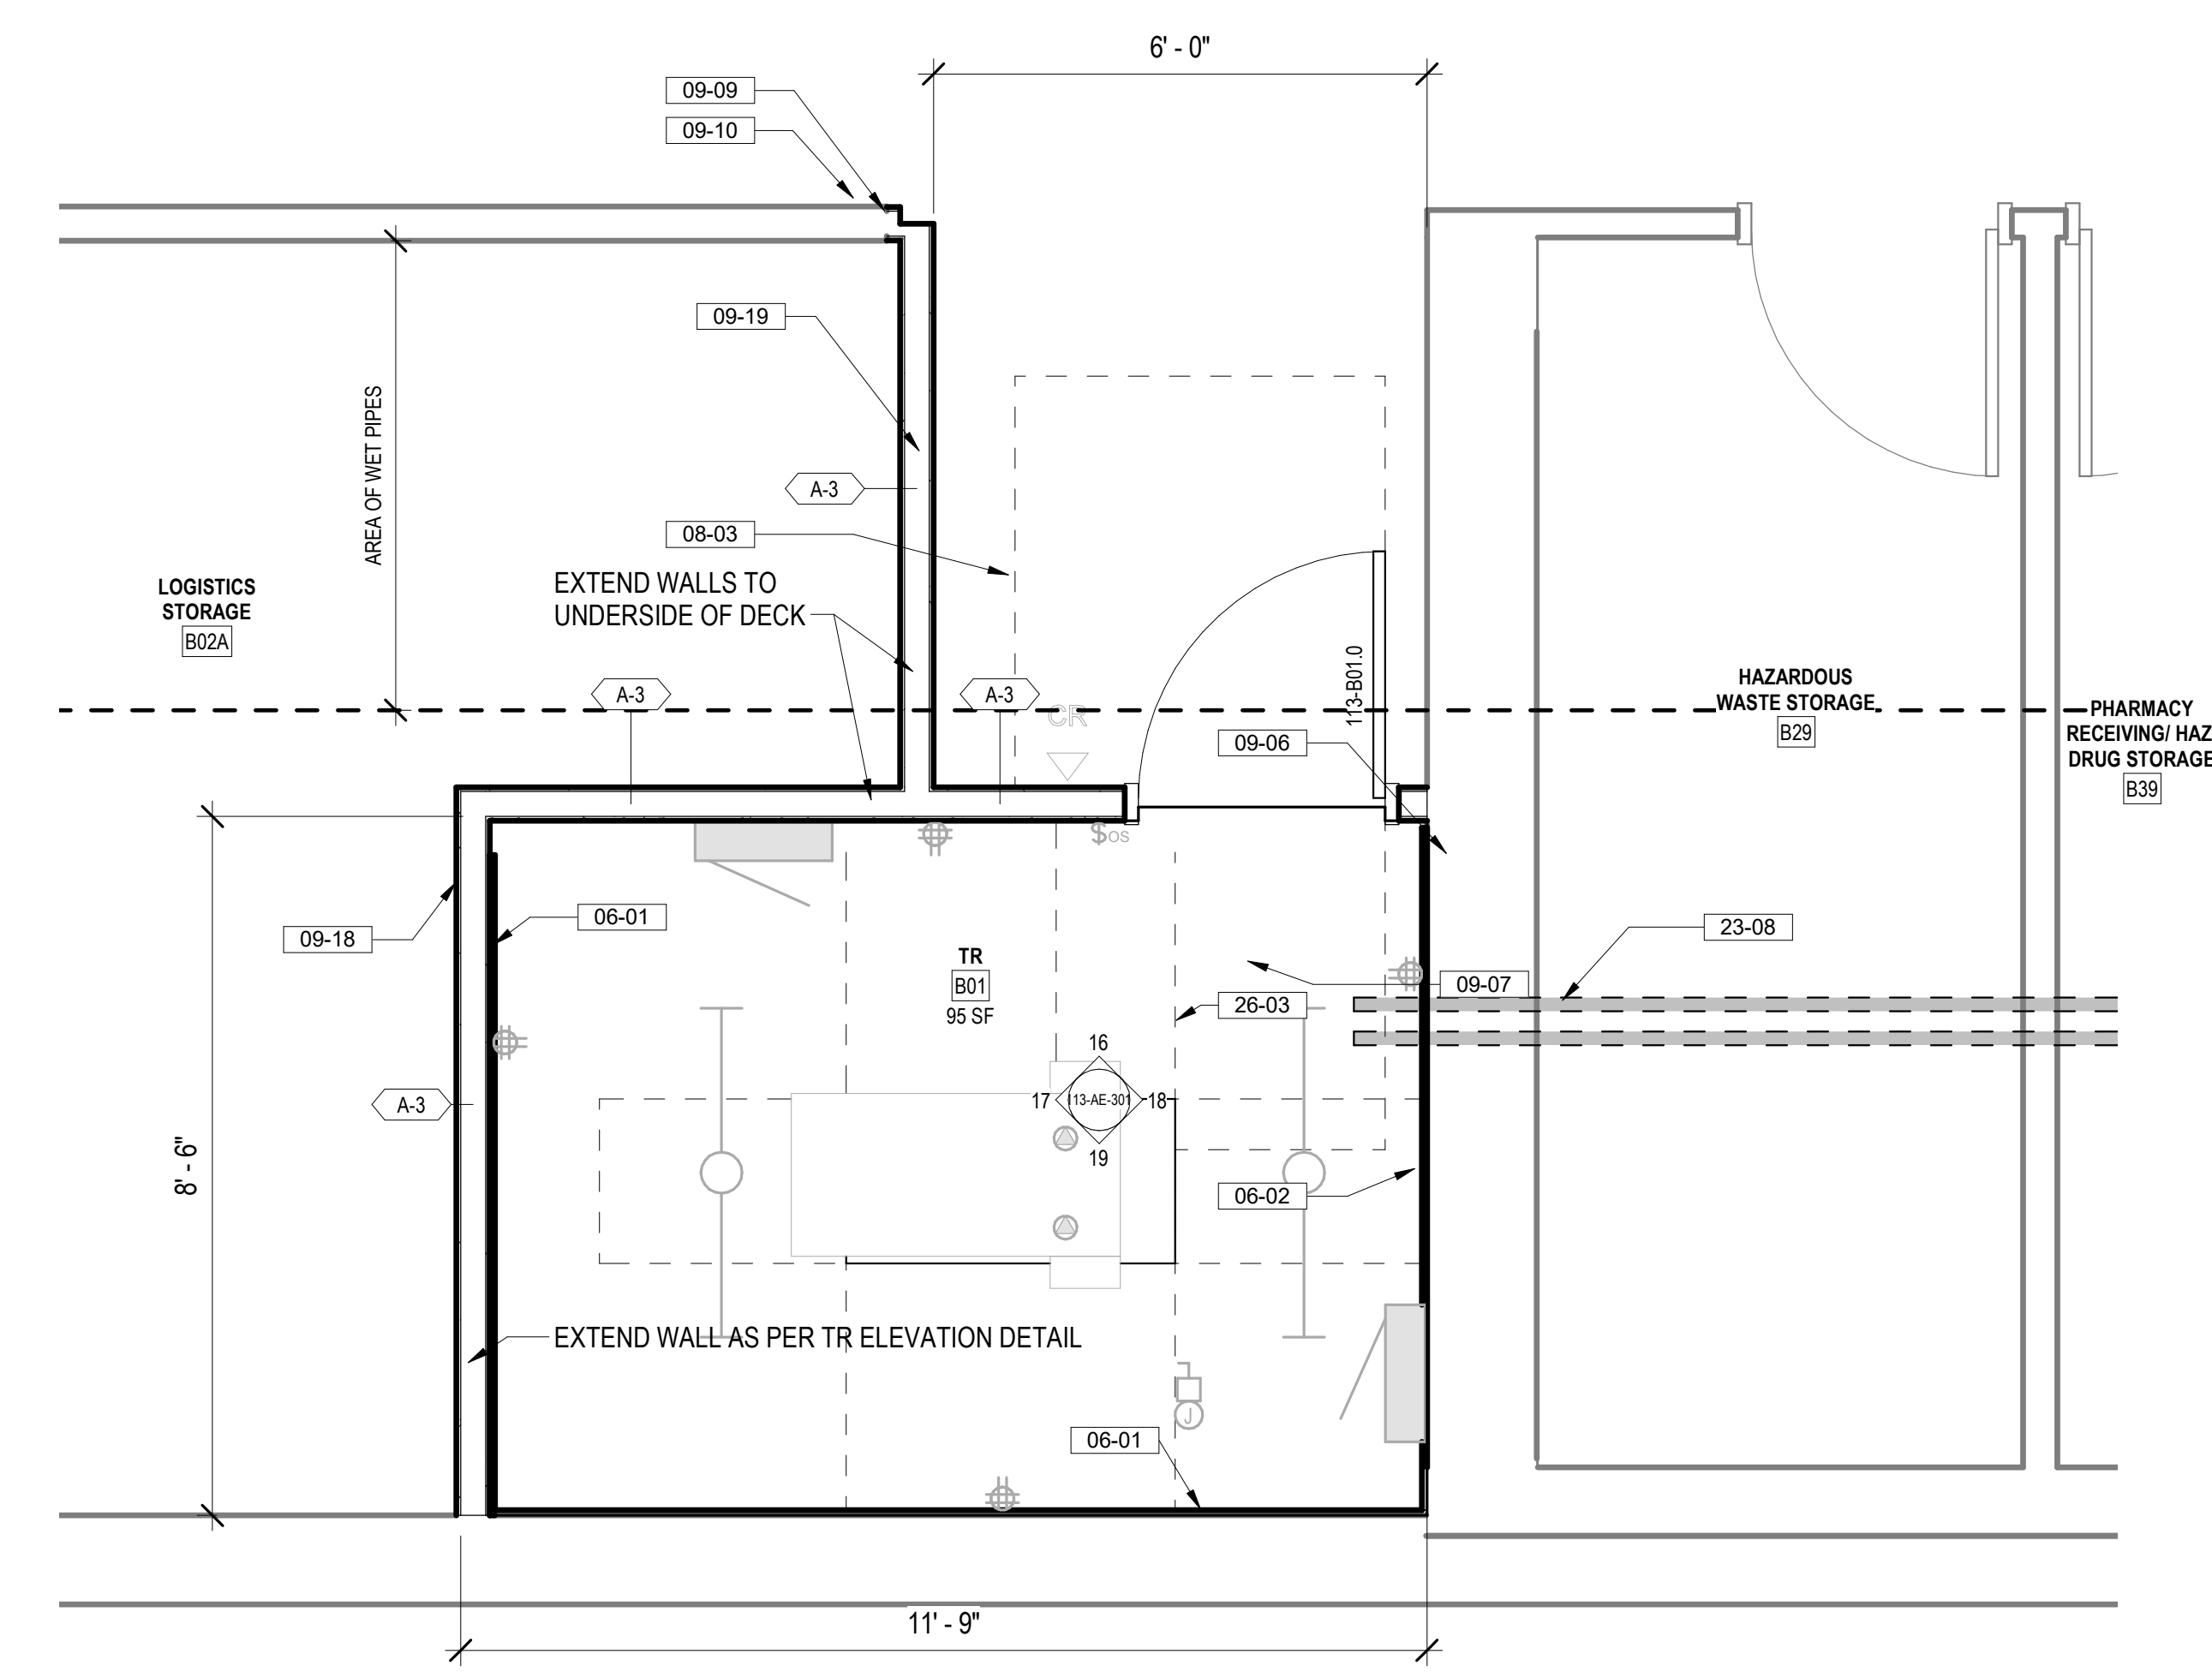 6' - 0"
09-09
09-10
09-19
A-3
08-03
AREA OF WET PIPES
EXTEND WALLS TO
UNDERSIDE OF DECK
LOGISTICS
STORAGE
B02A
A-3
A-3
CR
113-B01.0
09-06
HAZARDOUS
WASTE STORAGE
B29
PHARMACY
RECEIVING/ HAZ
DRUG STORAGE
B39
$OS
09-18
06-01
23-08
TR
B01
95 SF
09-07
26-03
16
17
113-AE-301
18
19
A-3
8' - 6"
06-02
EXTEND WALL AS PER TR ELEVATION DETAIL
J
06-01
11' - 9"